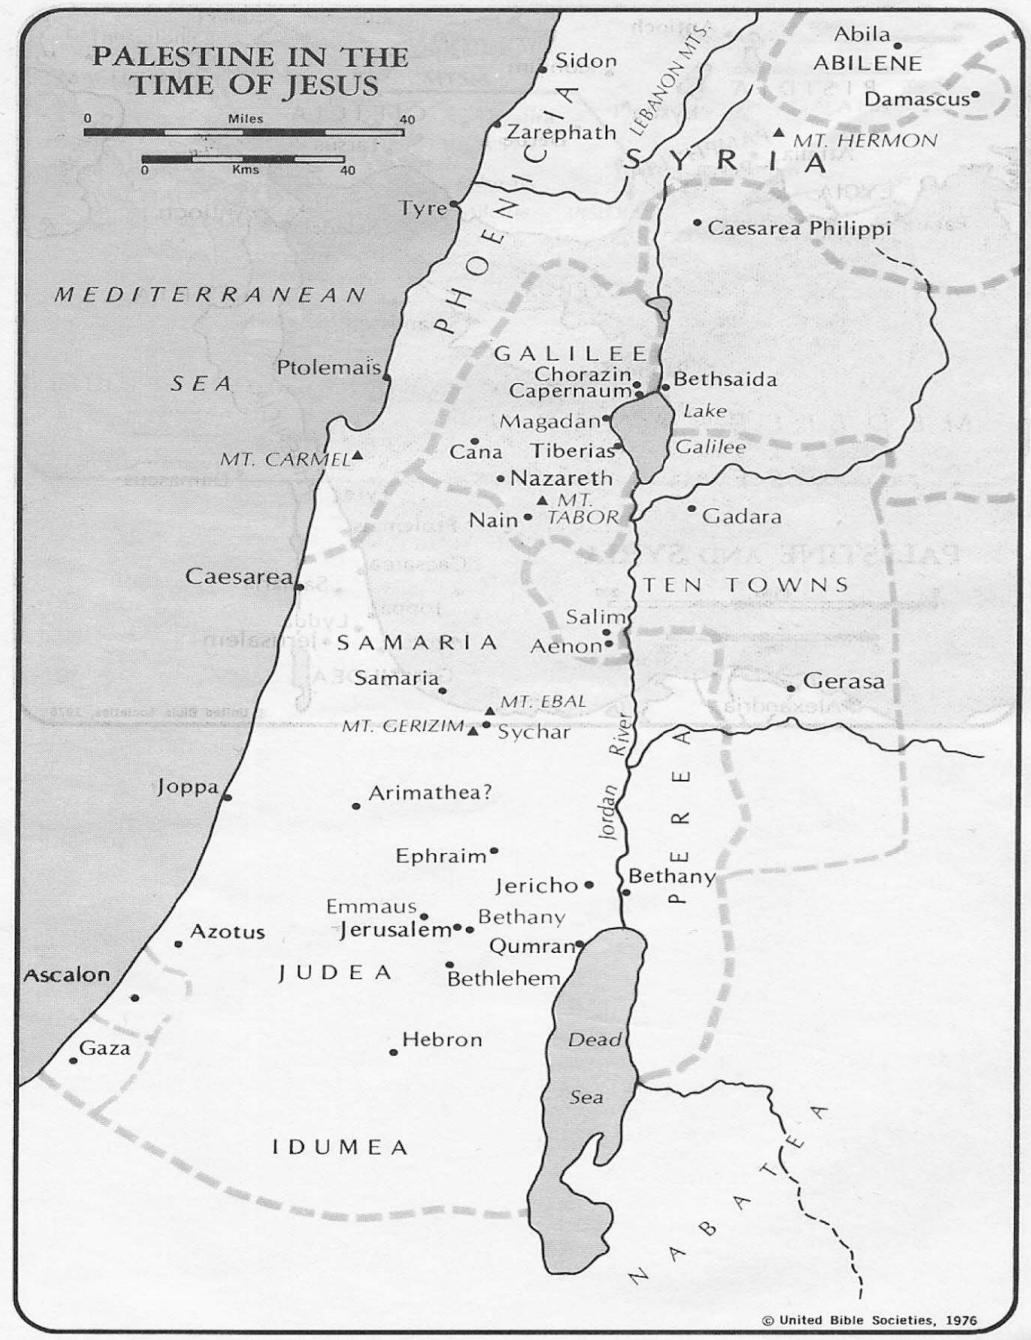 PALESTINE IN THE
TIME OF JESUS
0 Miles 40
0 Kms 40
Sidon
LEBANON MTS.
Abila
ABILENE
Damascus
Zarephath
MT. HERMON
SYRIA
PHOENICIA
Tyre
Caesarea Philippi
MEDITERRANEAN
SEA
Ptolemais
GALILEE
Chorazin
Bethsaida
Capernaum
Magadan
Lake
Galilee
MT. CARMEL
Cana
Tiberias
Nazareth
MT.
TABOR
Nain
Gadara
Caesarea
TEN TOWNS
Salim
SAMARIA
Aenon
Samaria
Gerasa
MT. EBAL
MT. GERIZIM
Sychar
Jordan River
PEREA
Joppa
Arimathea?
Ephraim
Jericho
Bethany
Emmaus
Bethany
Jerusalem
Azotus
Qumran
Ascalon
JUDEA
Bethlehem
Gaza
Hebron
Dead
Sea
IDUMEA
NABATEA
© United Bible Societies, 1976